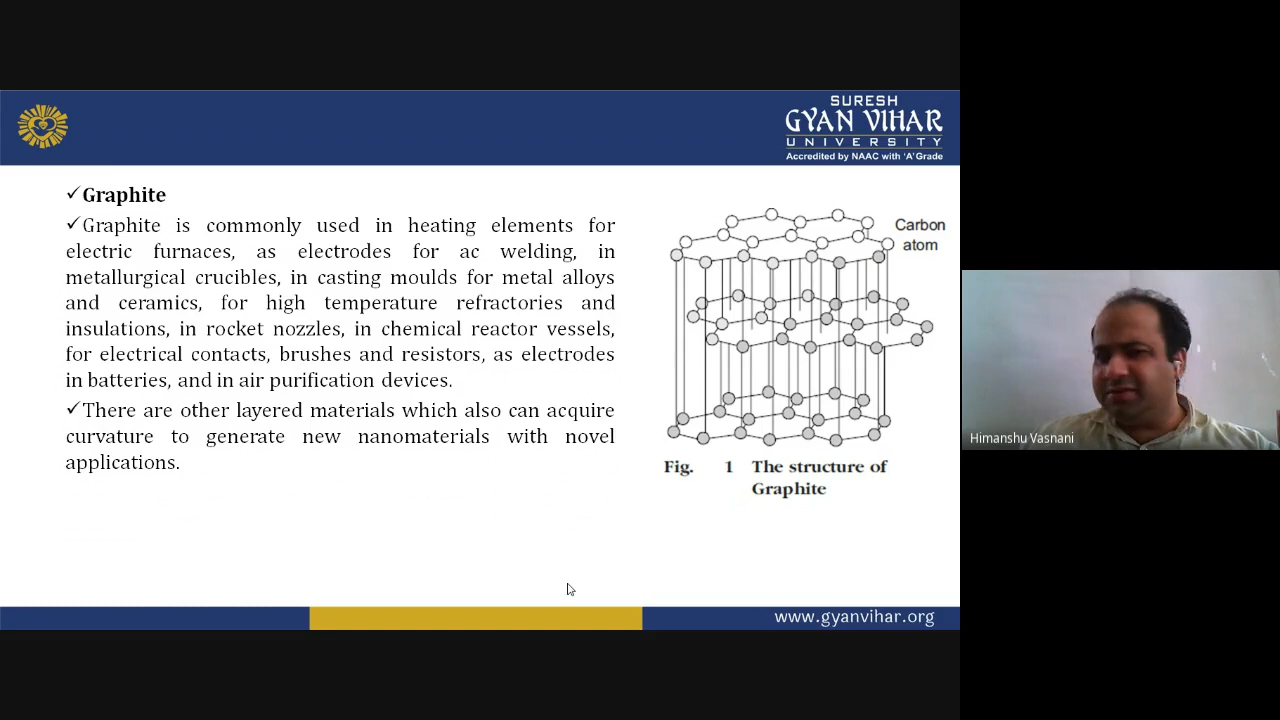 SURESH
GYAN VIHAR
UNIVERSITY
Accredited by NAAC with 'A' Grade
✓Graphite
✓Graphite is commonly used in heating elements for
electric furnaces, as electrodes for ac welding, in
metallurgical crucibles, in casting moulds for metal alloys
and ceramics, for high temperature refractories and
insulations, in rocket nozzles, in chemical reactor vessels,
for electrical contacts, brushes and resistors, as electrodes
in batteries, and in air purification devices.
✓There are other layered materials which also can acquire
curvature to generate new nanomaterials with novel
applications.
Carbon
atom
Fig. 1 The structure of
Graphite
Himanshu Vasnani
www.gyanvihar.org